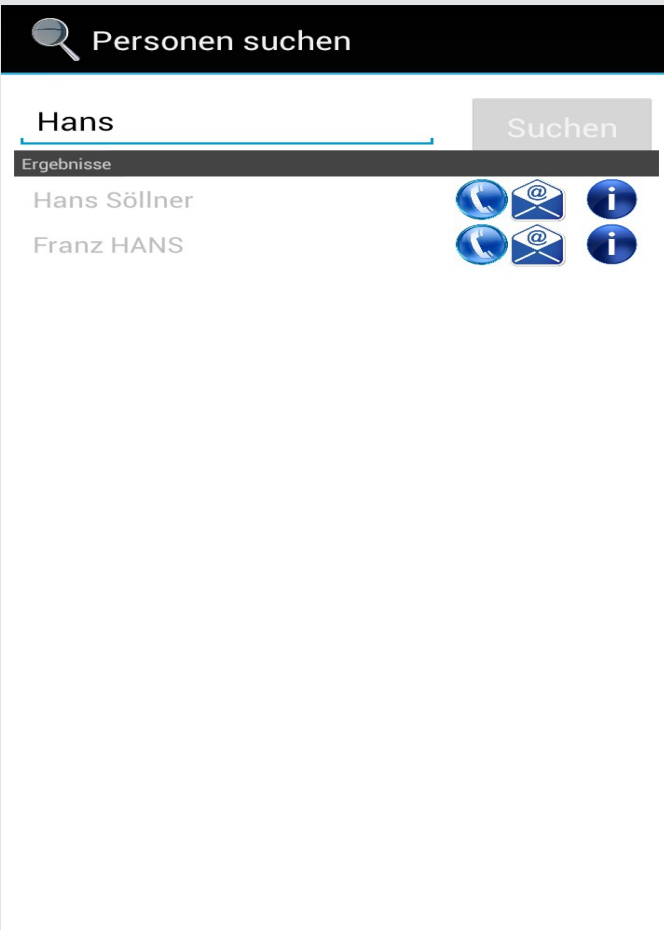 Personen suchen
Hans
Suchen
Ergebnisse
Hans Söllner
@
i
Franz HANS
@
i